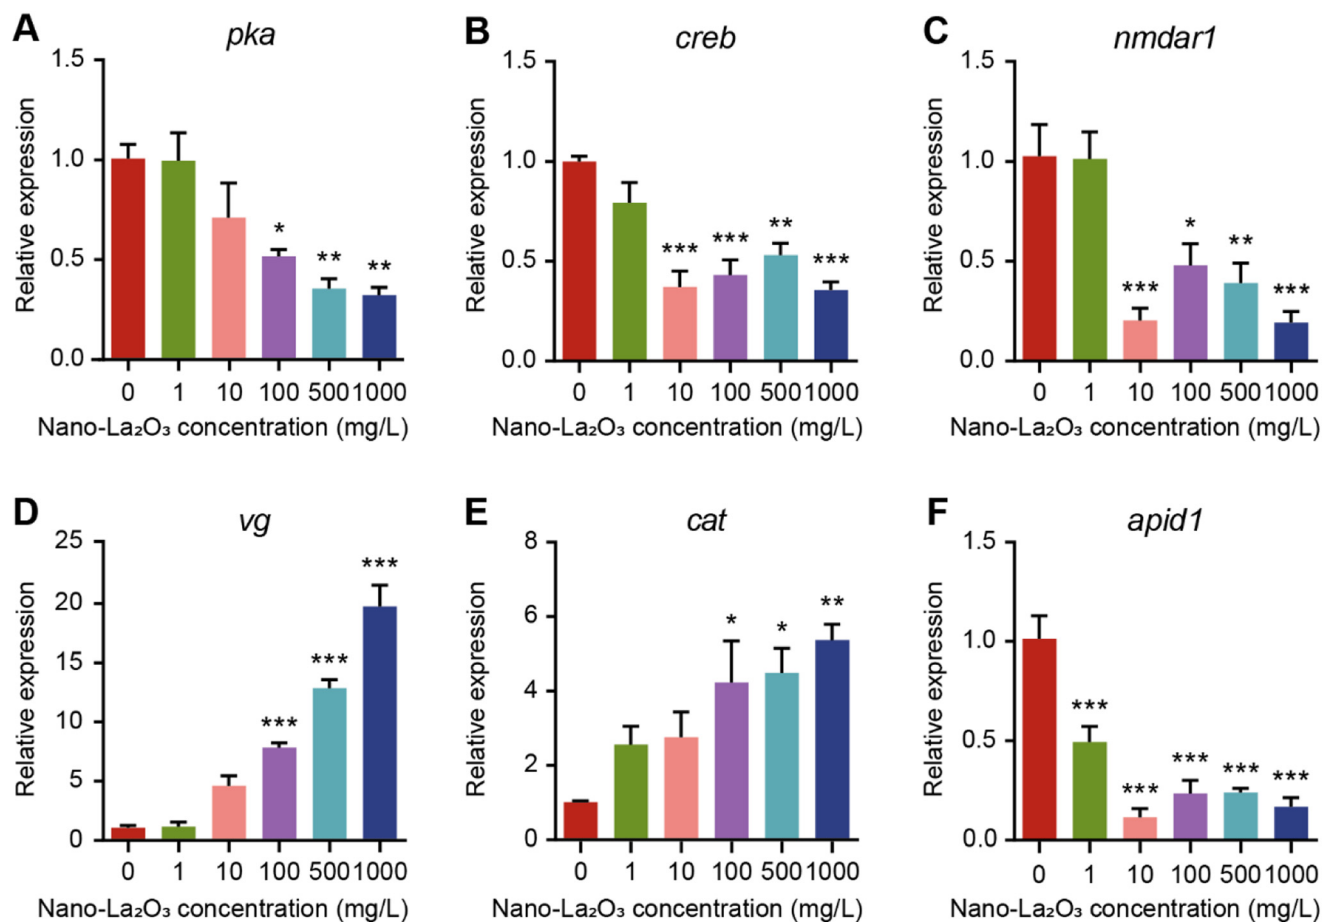 A
pka
B
creb
C
nmdar1
Relative expression
1.5
1.0
0.5
0.0
*
**
**
0 1 10 100 500 1000
Nano-La₂O₃ concentration (mg/L)
Relative expression
1.5
1.0
0.5
0.0
***
***
**
***
0 1 10 100 500 1000
Nano-La₂O₃ concentration (mg/L)
Relative expression
1.5
1.0
0.5
0.0
***
*
**
***
0 1 10 100 500 1000
Nano-La₂O₃ concentration (mg/L)
D
vg
E
cat
F
apid1
Relative expression
25
20
15
10
5
0
***
***
***
0 1 10 100 500 1000
Nano-La₂O₃ concentration (mg/L)
Relative expression
8
6
4
2
0
*
*
**
0 1 10 100 500 1000
Nano-La₂O₃ concentration (mg/L)
Relative expression
1.5
1.0
0.5
0.0
***
***
***
***
***
0 1 10 100 500 1000
Nano-La₂O₃ concentration (mg/L)